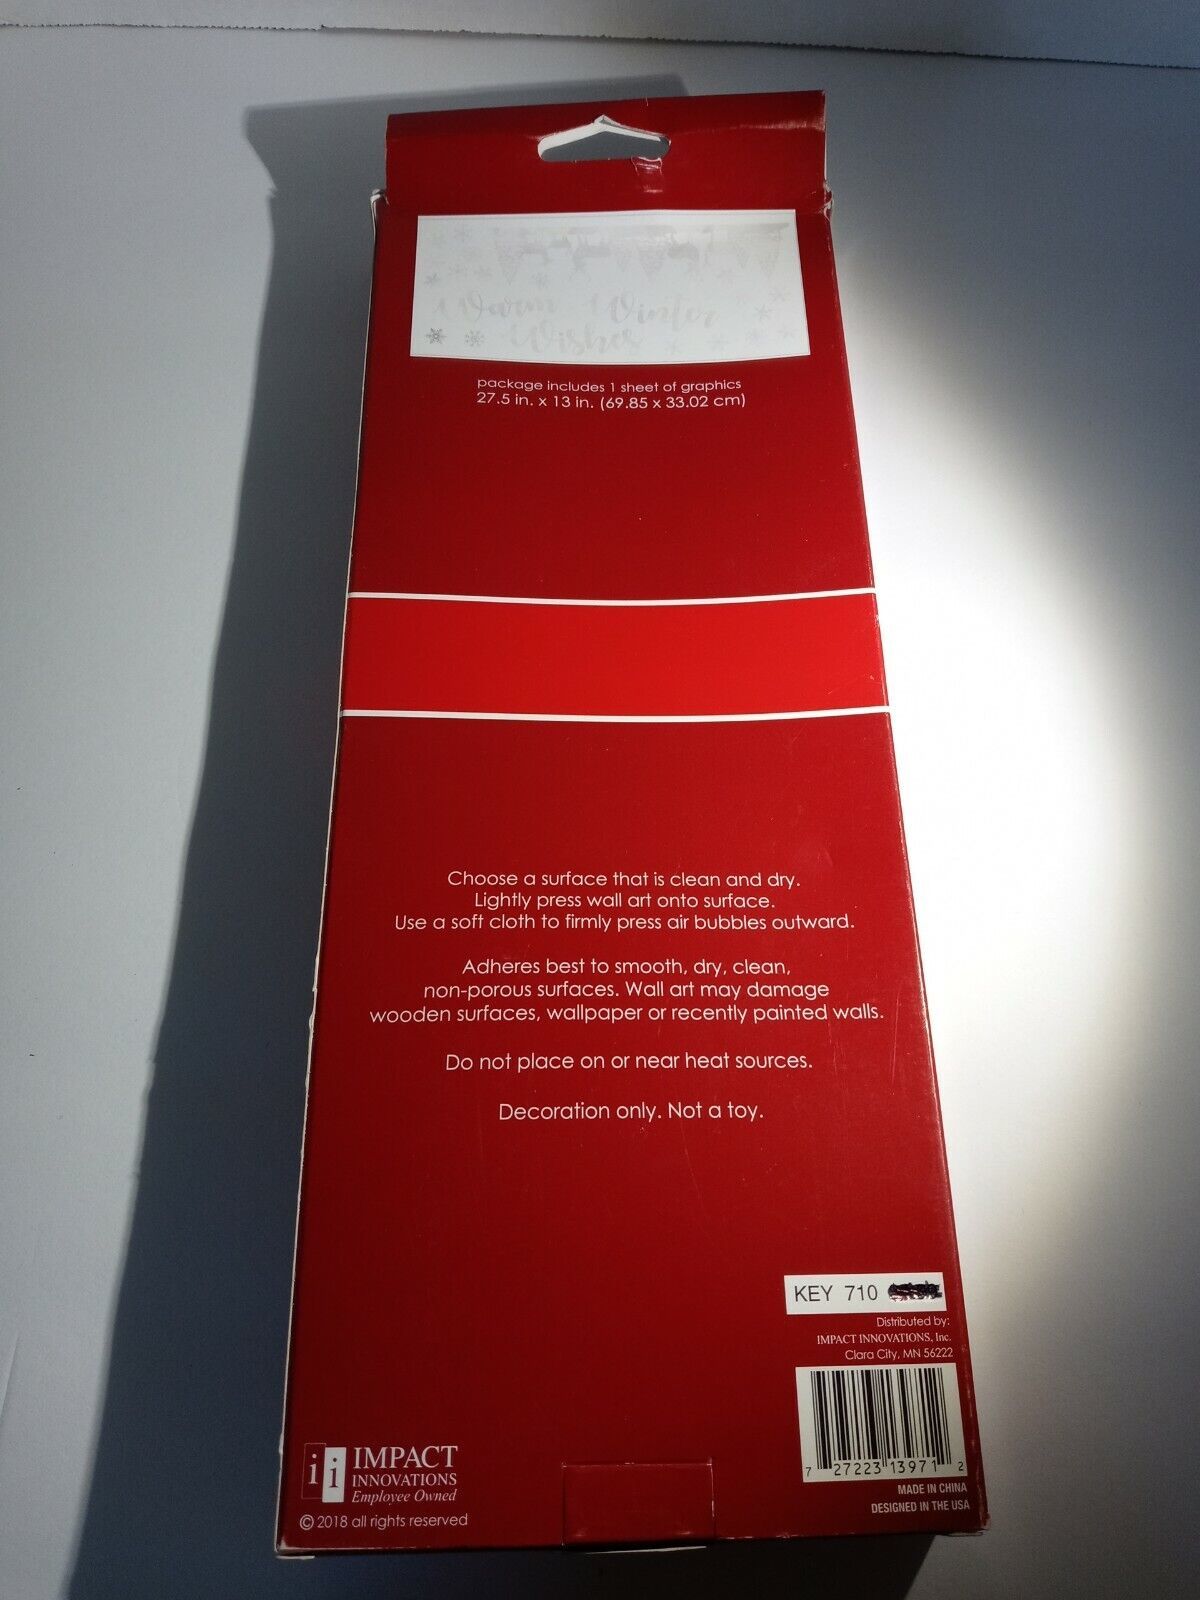 Warm Winter
Wishes
package includes 1 sheet of graphics
27.5 in. x 13 in. (69.85 x 33.02 cm)
Choose a surface that is clean and dry.
Lightly press wall art onto surface.
Use a soft cloth to firmly press air bubbles outward.
Adheres best to smooth, dry, clean,
non-porous surfaces. Wall art may damage
wooden surfaces, wallpaper or recently painted walls.
Do not place on or near heat sources.
Decoration only. Not a toy.
KEY 710
Distributed by:
IMPACT INNOVATIONS, Inc.
Clara City, MN 56222
7 27223 13971 2
MADE IN CHINA
DESIGNED IN THE USA
ii IMPACT
INNOVATIONS
Employee Owned
© 2018 all rights reserved